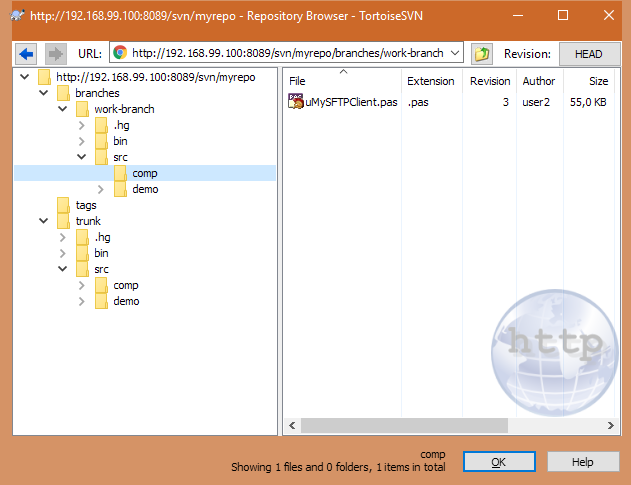 http://192.168.99.100:8089/svn/myrepo - Repository Browser - TortoiseSVN
URL: http://192.168.99.100:8089/svn/myrepo/branches/work-branch Revision: HEAD
http://192.168.99.100:8089/svn/myrepo
branches
work-branch
.hg
bin
src
comp
demo
tags
trunk
.hg
bin
src
comp
demo
File Extension Revision Author Size
uMySFTPClient.pas .pas 3 user2 55,0 KB
http
comp
Showing 1 files and 0 folders, 1 items in total
OK Help